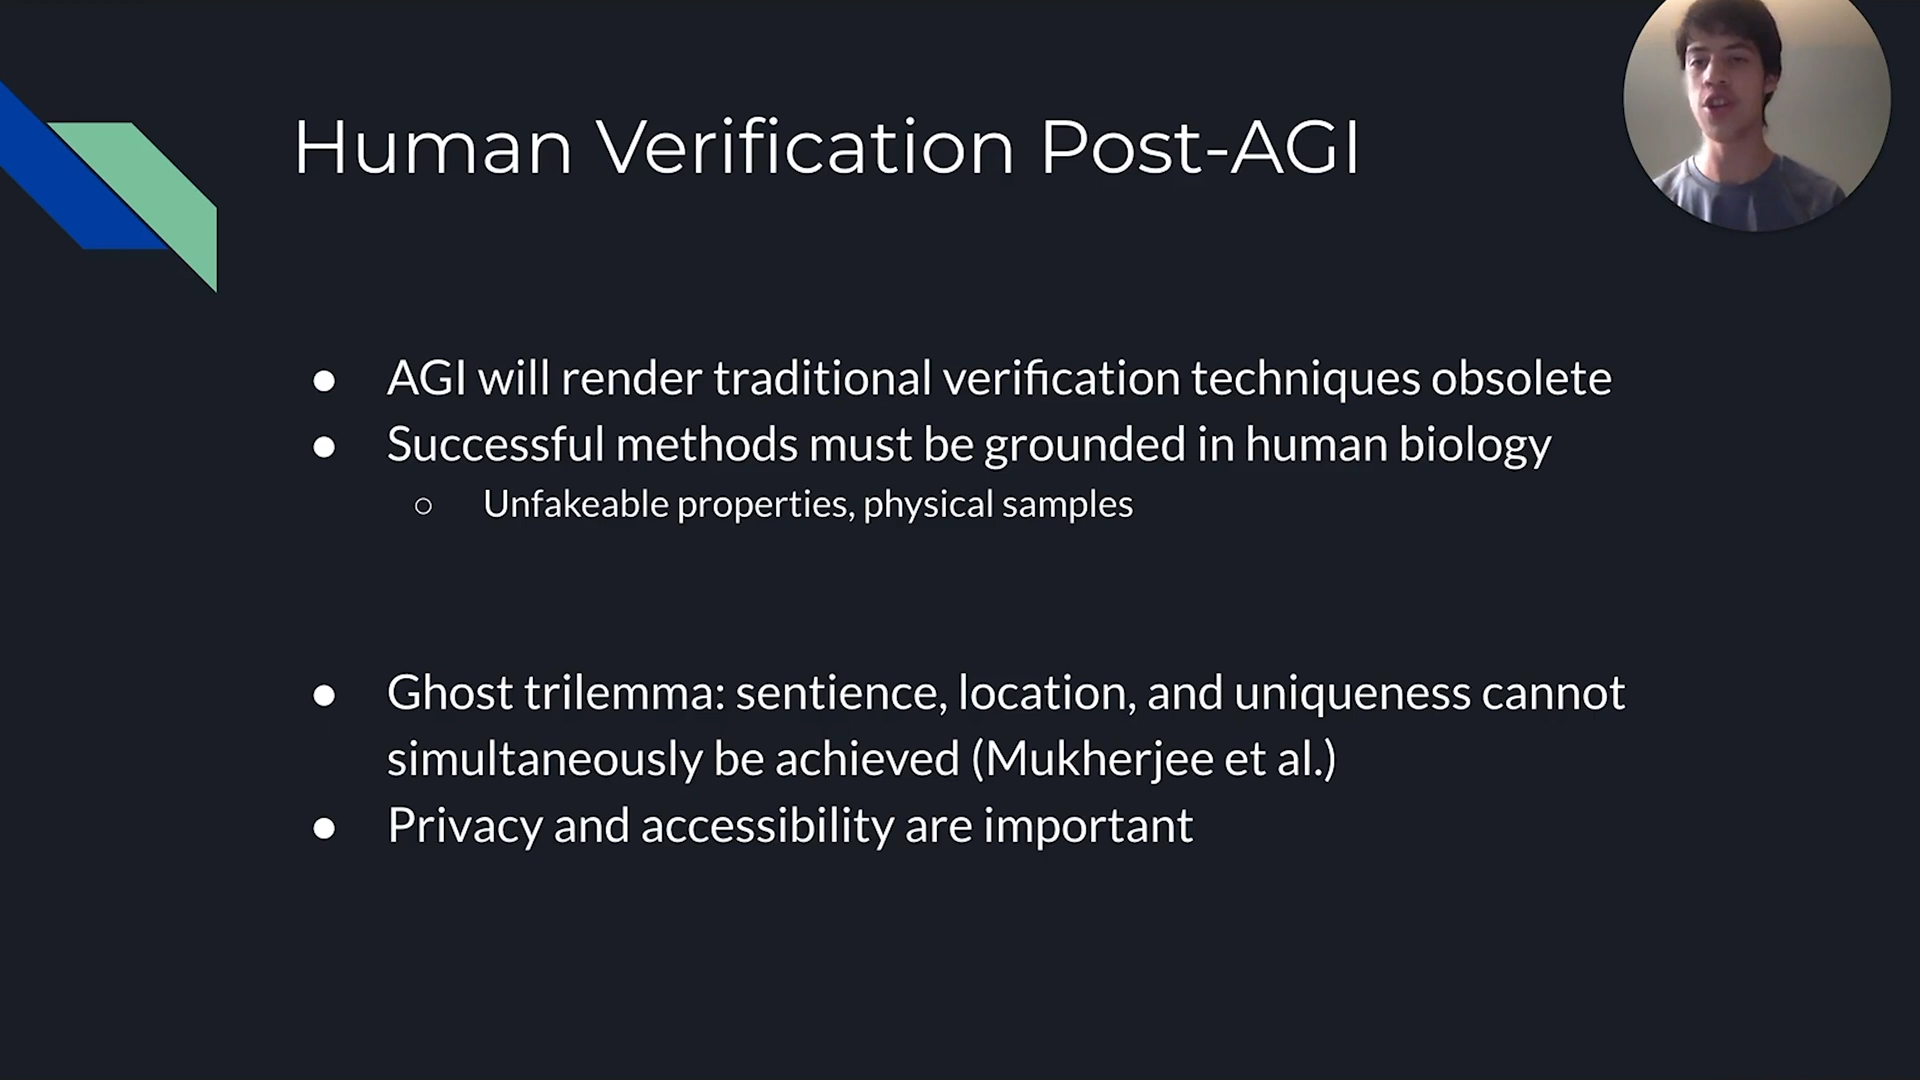 Human Verification Post-AGI
● AGI will render traditional verification techniques obsolete
● Successful methods must be grounded in human biology
○ Unfakeable properties, physical samples
● Ghost trilemma: sentience, location, and uniqueness cannot
simultaneously be achieved (Mukherjee et al.)
● Privacy and accessibility are important